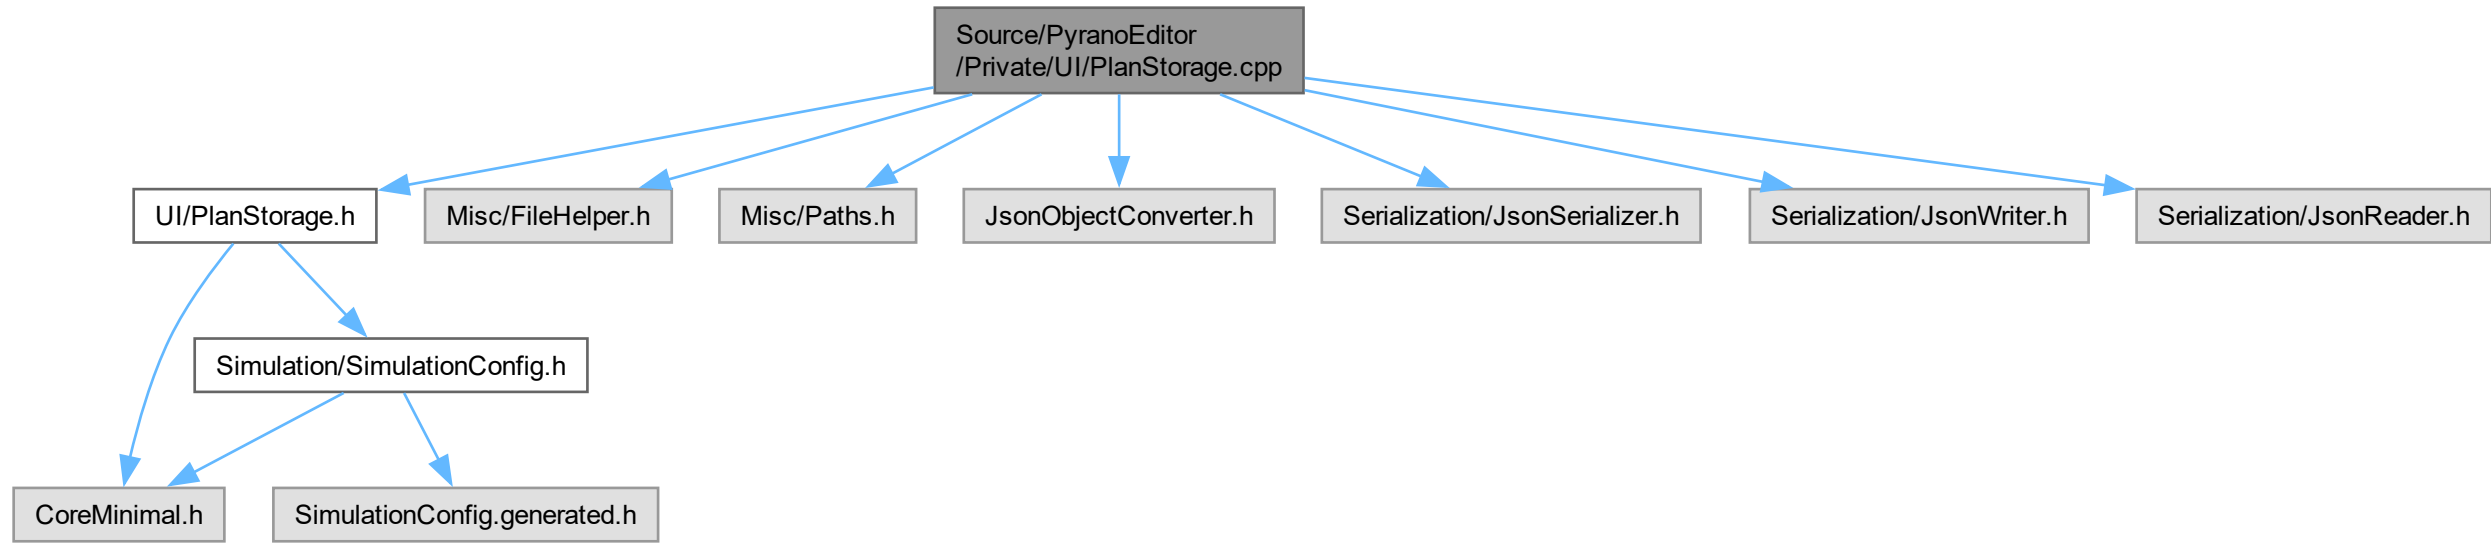 Source/PyranoEditor
/Private/UI/PlanStorage.cpp
UI/PlanStorage.h
Misc/FileHelper.h
Misc/Paths.h
JsonObjectConverter.h
Serialization/JsonSerializer.h
Serialization/JsonWriter.h
Serialization/JsonReader.h
Simulation/SimulationConfig.h
CoreMinimal.h
SimulationConfig.generated.h